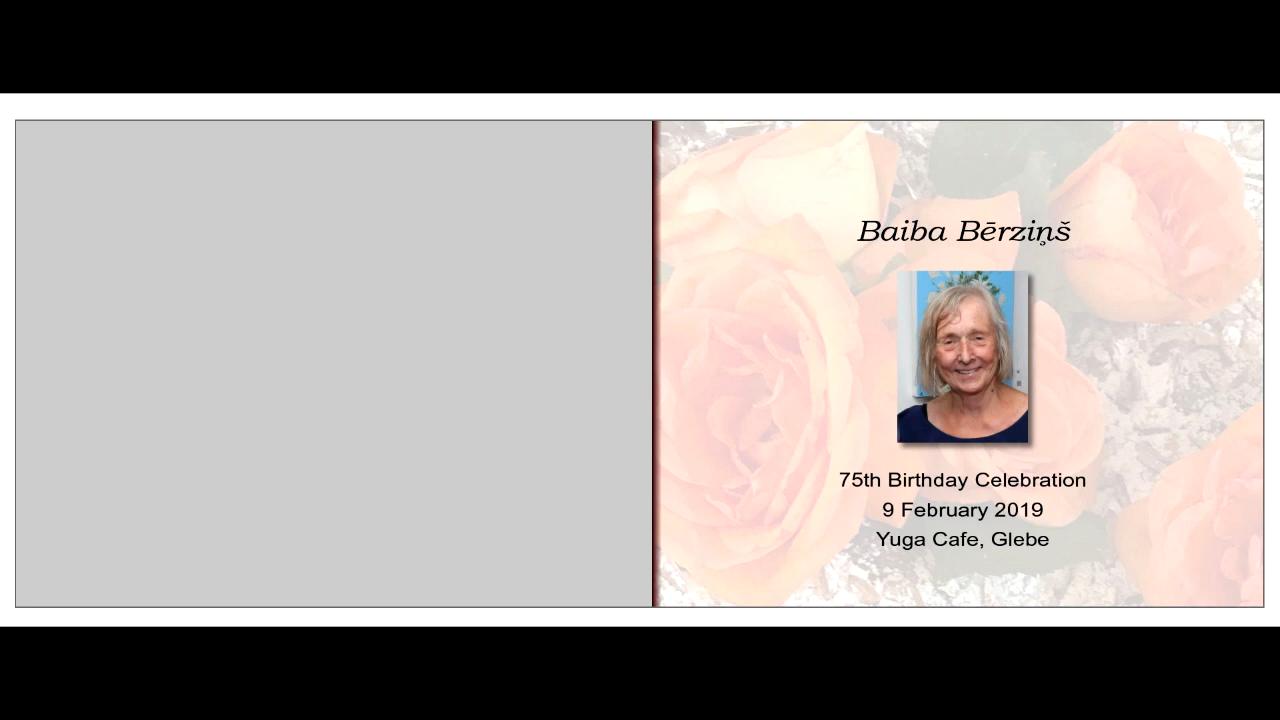 Baiba Bērziņš
75th Birthday Celebration
9 February 2019
Yuga Cafe, Glebe